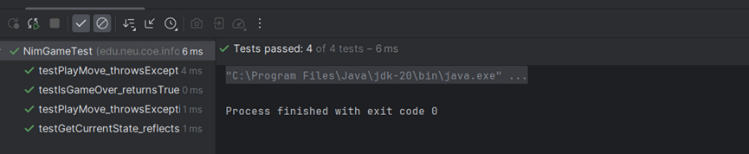 NimGameTest (edu.neu.coe.info 6 ms
testPlayMove_throwsExcept 4 ms
testIsGameOver_returnsTrue 0 ms
testPlayMove_throwsExcepti 1 ms
testGetCurrentState_reflects 1 ms
Tests passed: 4 of 4 tests – 6 ms
"C:\Program Files\Java\jdk-20\bin\java.exe" ...
Process finished with exit code 0